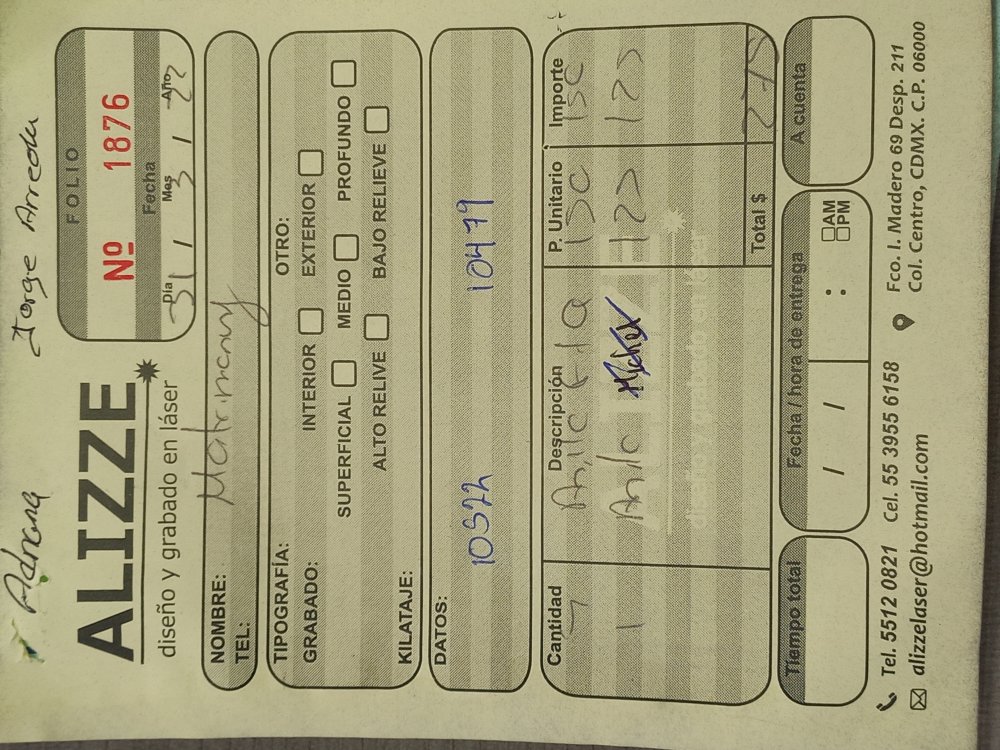 Adriana Jorge Arreola
ALIZZE
diseño y grabado en láser
FOLIO
Nº 1876
Fecha
Día Mes Año
31 / 3 / 22
NOMBRE:
TEL:
TIPOGRAFÍA: OTRO:
GRABADO: INTERIOR EXTERIOR
SUPERFICIAL MEDIO PROFUNDO
ALTO RELIVE BAJO RELIEVE
KILATAJE:
DATOS:
10522 10479
Cantidad Descripción P. Unitario Importe
1 Anillo 150 150
1 Anillo 125 125
Total $ 275
Tiempo total Fecha / hora de entrega A cuenta
/ / : AM
PM
Tel. 5512 0821 Cel. 55 3955 6158 Fco. I. Madero 69 Desp. 211
alizzelaser@hotmail.com Col. Centro, CDMX. C.P. 06000